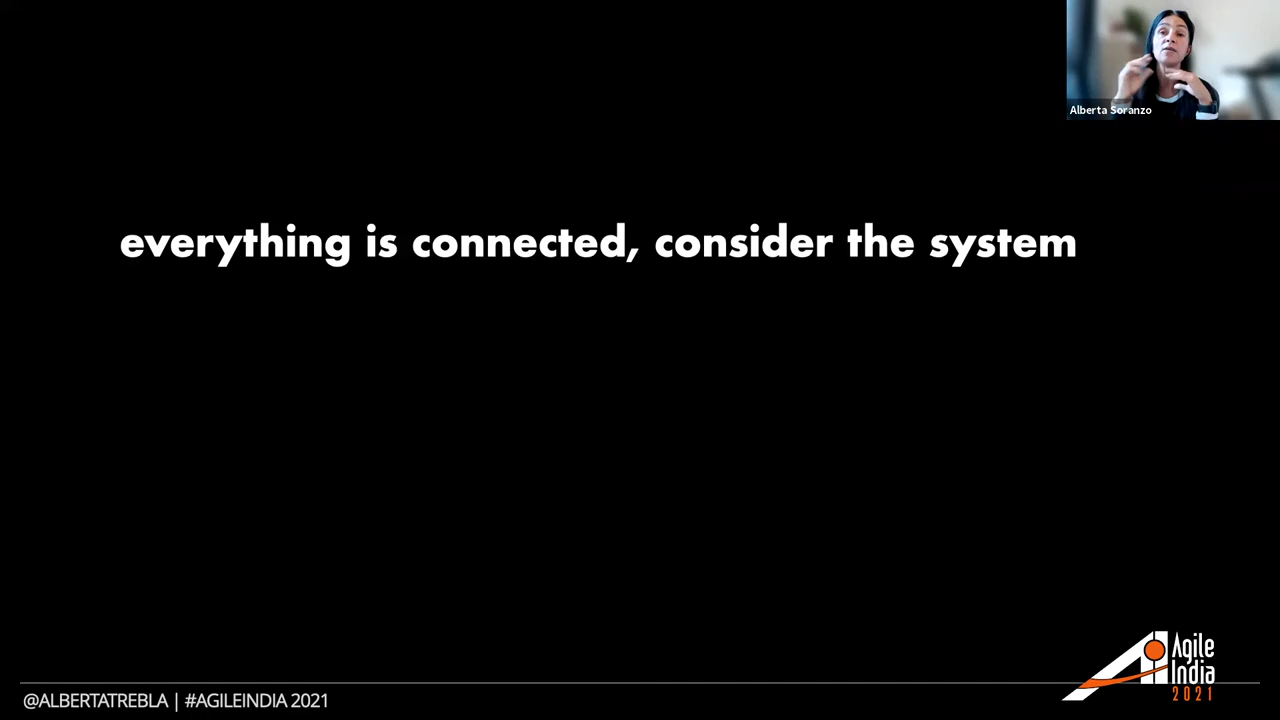 Alberta Soranzo
everything is connected, consider the system
Agile
India
2021
@ALBERTATREBLA | #AGILEINDIA 2021